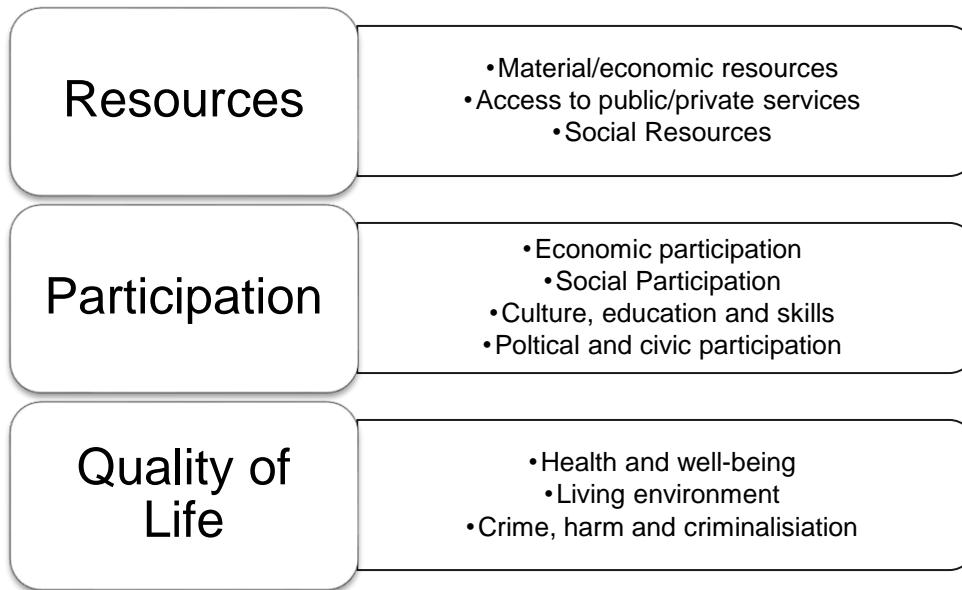 Resources
•Material/economic resources
•Access to public/private services
•Social Resources
Participation
•Economic participation
•Social Participation
•Culture, education and skills
•Poltical and civic participation
Quality of
Life
•Health and well-being
•Living environment
•Crime, harm and criminalisiation